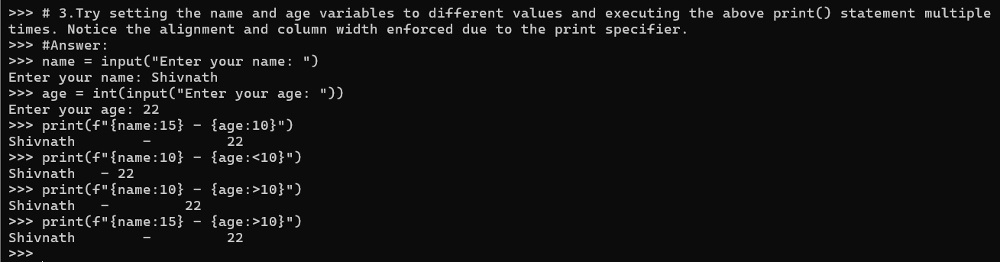 >>> # 3.Try setting the name and age variables to different values and executing the above print() statement multiple
times. Notice the alignment and column width enforced due to the print specifier.
>>> #Answer:
>>> name = input("Enter your name: ")
Enter your name: Shivnath
>>> age = int(input("Enter your age: "))
Enter your age: 22
>>> print(f"{name:15} - {age:10}")
Shivnath        -         22
>>> print(f"{name:10} - {age:<10}")
Shivnath   - 22
>>> print(f"{name:10} - {age:>10}")
Shivnath   -         22
>>> print(f"{name:15} - {age:>10}")
Shivnath        -         22
>>>